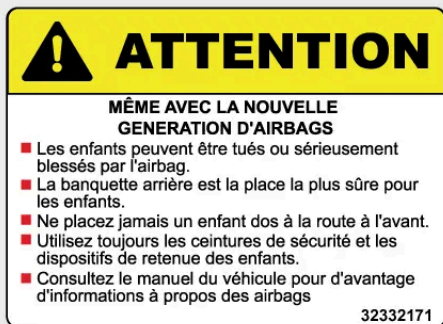 ATTENTION
MÊME AVEC LA NOUVELLE
GENERATION D'AIRBAGS
Les enfants peuvent être tués ou sérieusement
blessés par l'airbag.
La banquette arrière est la place la plus sûre pour
les enfants.
Ne placez jamais un enfant dos à la route à l'avant.
Utilisez toujours les ceintures de sécurité et les
dispositifs de retenue des enfants.
Consultez le manuel du véhicule pour d'avantage
d'informations à propos des airbags
32332171